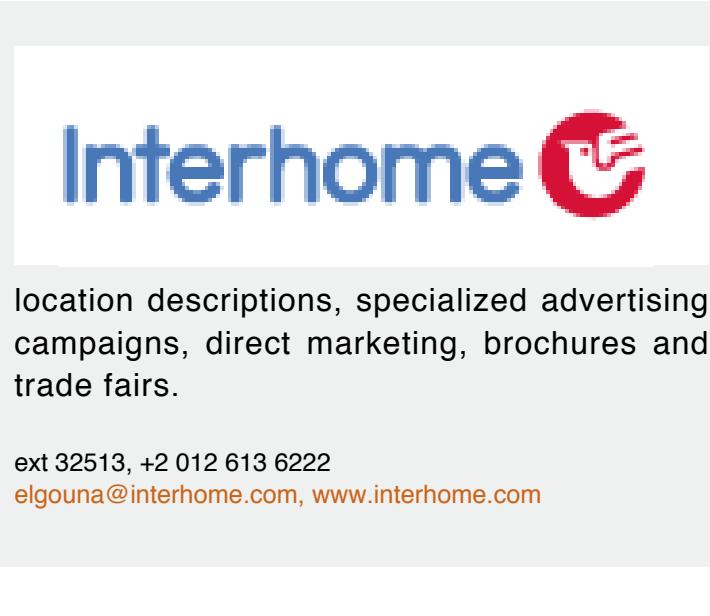 Interhome
location descriptions, specialized advertising
campaigns, direct marketing, brochures and
trade fairs.
ext 32513, +2 012 613 6222
elgouna@interhome.com, www.interhome.com